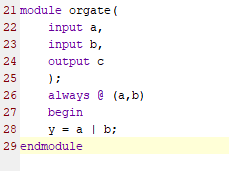 21 module orgate(
22 input a,
23 input b,
24 output c
25 );
26 always @ (a,b)
27 begin
28 y = a | b;
29 endmodule